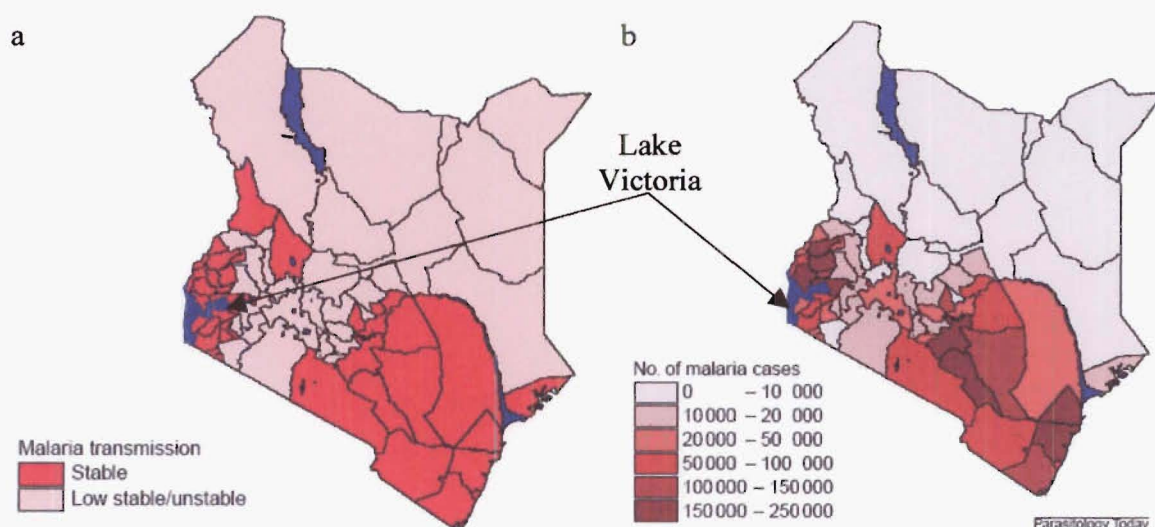 a
b
Lake
Victoria
Malaria transmission
Stable
Low stable/unstable
No. of malaria cases
0 – 10 000
10 000 – 20 000
20 000 – 50 000
50 000 – 100 000
100 000 – 150 000
150 000 – 250 000
Parasitology Today